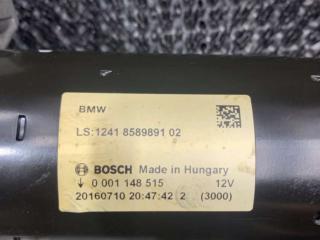 BMW
LS:1241 8589891 02
BOSCH Made in Hungary
↓ 0 001 148 515 12V
20160710 20:47:42 2 (3000)